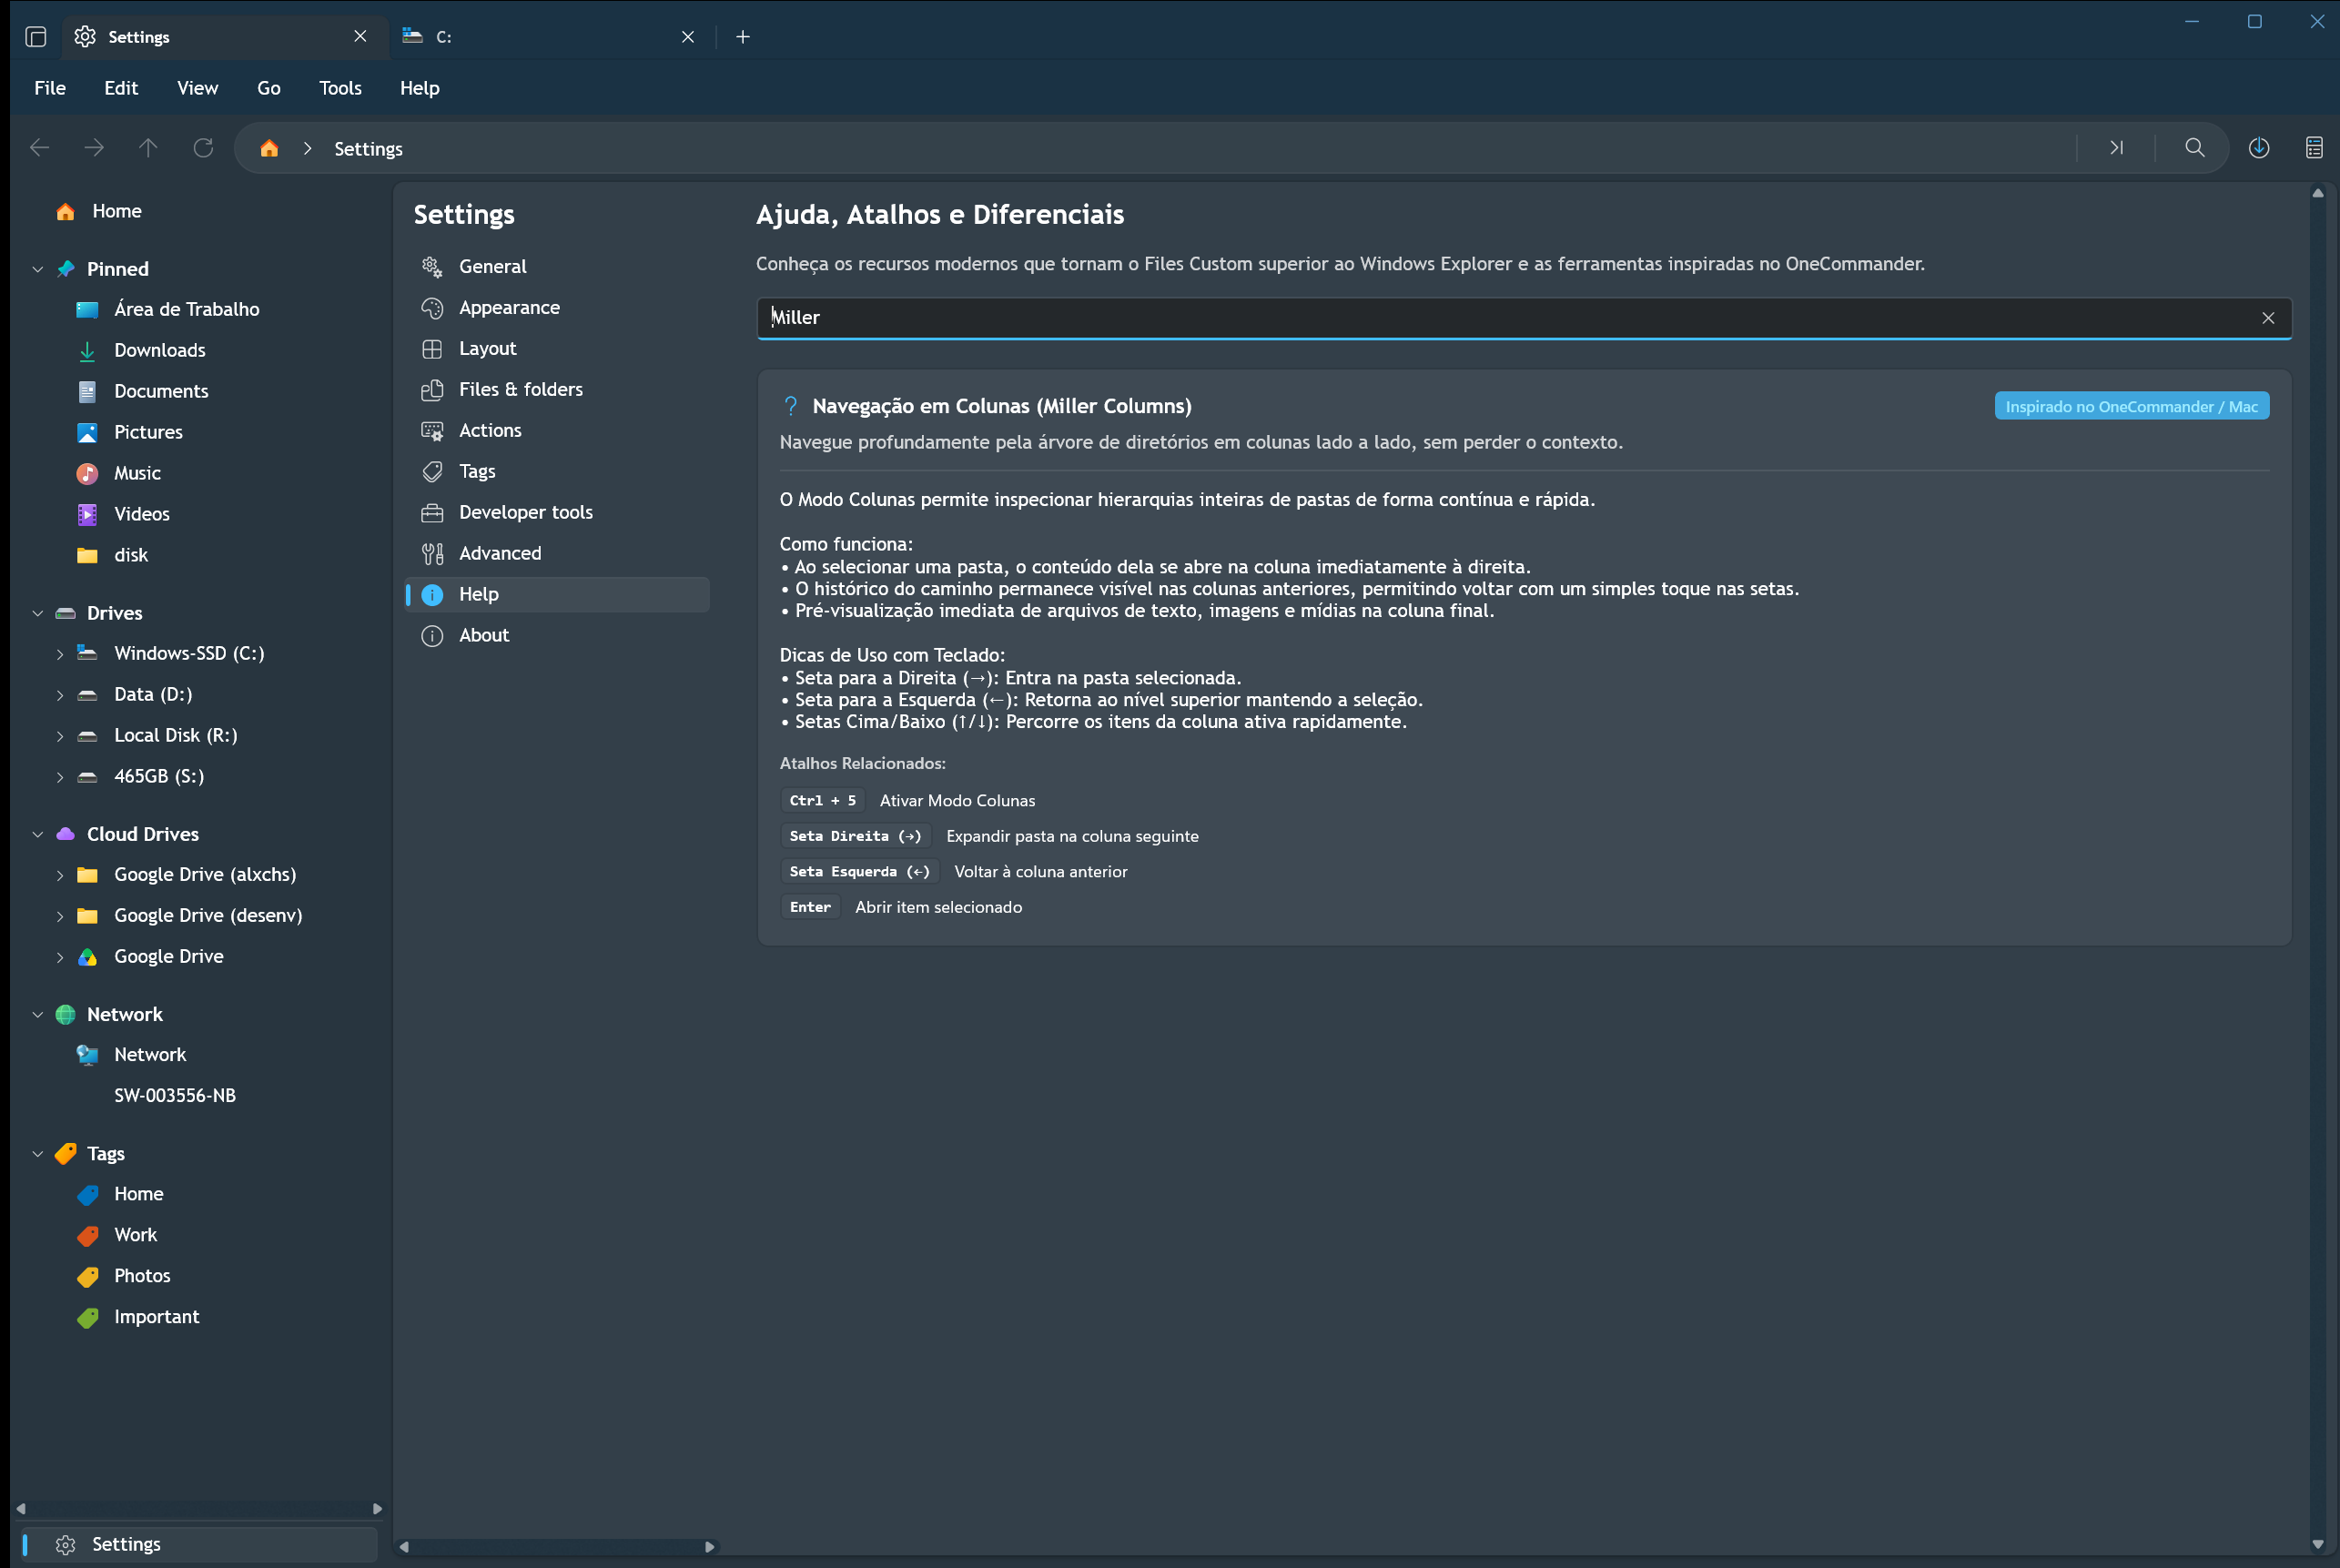 Settings
C:
File Edit View Go Tools Help
Settings
Home
Pinned
Área de Trabalho
Downloads
Documents
Pictures
Music
Videos
disk
Drives
Windows-SSD (C:)
Data (D:)
Local Disk (R:)
465GB (S:)
Cloud Drives
Google Drive (alxchs)
Google Drive (desenv)
Google Drive
Network
Network
SW-003556-NB
Tags
Home
Work
Photos
Important
Settings
Settings
General
Appearance
Layout
Files & folders
Actions
Tags
Developer tools
Advanced
Help
About
Ajuda, Atalhos e Diferenciais
Conheça os recursos modernos que tornam o Files Custom superior ao Windows Explorer e as ferramentas inspiradas no OneCommander.
Miller
? Navegação em Colunas (Miller Columns)
Inspirado no OneCommander / Mac
Navegue profundamente pela árvore de diretórios em colunas lado a lado, sem perder o contexto.
O Modo Colunas permite inspecionar hierarquias inteiras de pastas de forma contínua e rápida.
Como funciona:
• Ao selecionar uma pasta, o conteúdo dela se abre na coluna imediatamente à direita.
• O histórico do caminho permanece visível nas colunas anteriores, permitindo voltar com um simples toque nas setas.
• Pré-visualização imediata de arquivos de texto, imagens e mídias na coluna final.
Dicas de Uso com Teclado:
• Seta para a Direita (→): Entra na pasta selecionada.
• Seta para a Esquerda (←): Retorna ao nível superior mantendo a seleção.
• Setas Cima/Baixo (↑/↓): Percorre os itens da coluna ativa rapidamente.
Atalhos Relacionados:
Ctrl + 5 Ativar Modo Colunas
Seta Direita (→) Expandir pasta na coluna seguinte
Seta Esquerda (←) Voltar à coluna anterior
Enter Abrir item selecionado